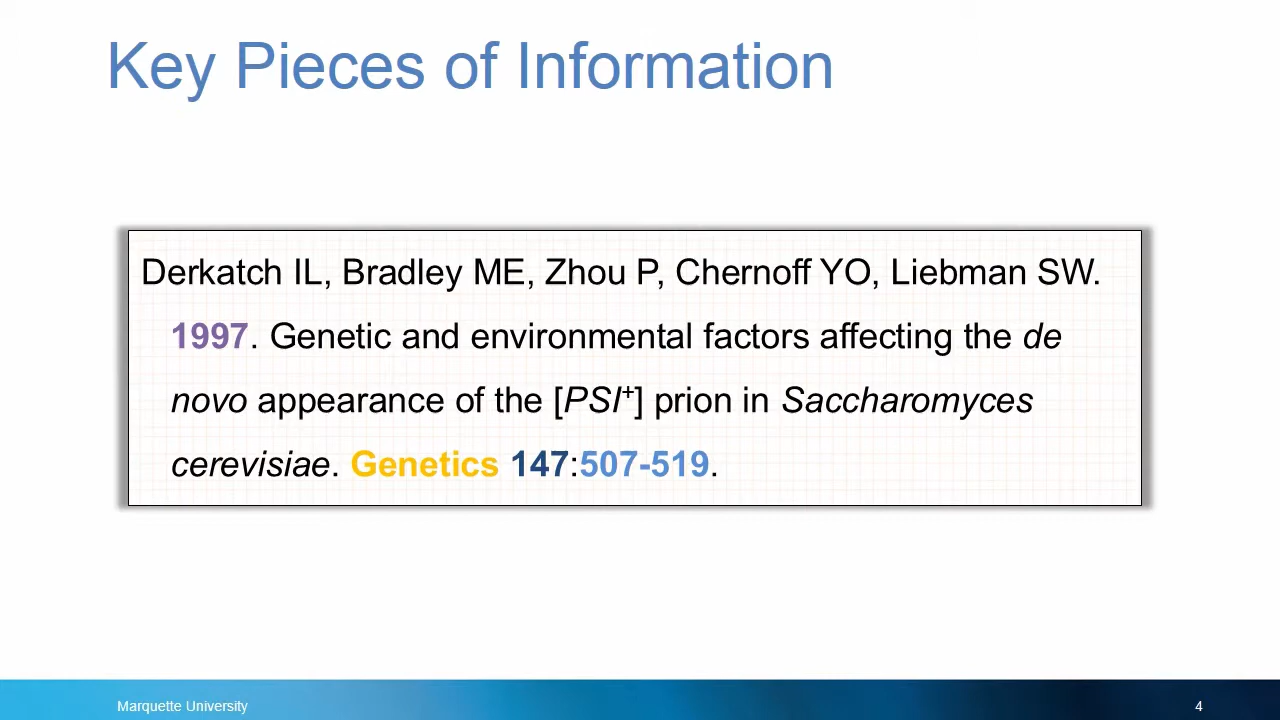 Key Pieces of Information
Derkatch IL, Bradley ME, Zhou P, Chernoff YO, Liebman SW.
1997. Genetic and environmental factors affecting the de
novo appearance of the [PSI⁺] prion in Saccharomyces
cerevisiae. Genetics 147:507-519.
Marquette University
4